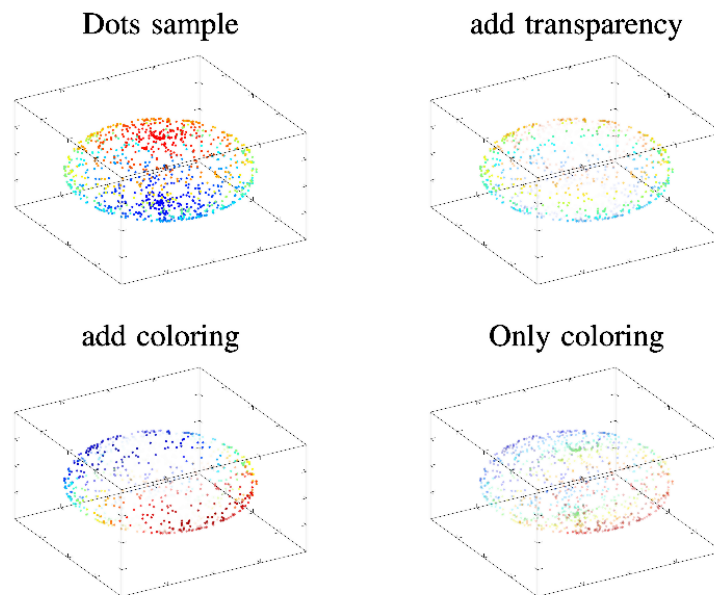 Dots sample
add transparency
add coloring
Only coloring